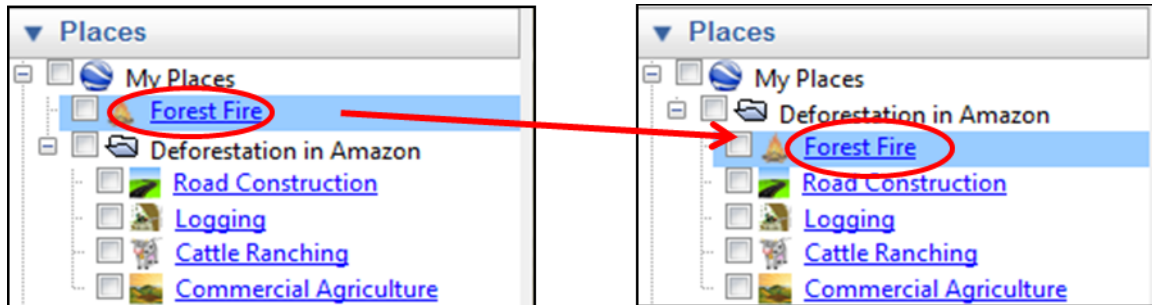 Places
My Places
Forest Fire
Deforestation in Amazon
Road Construction
Logging
Cattle Ranching
Commercial Agriculture
Places
My Places
Deforestation in Amazon
Forest Fire
Road Construction
Logging
Cattle Ranching
Commercial Agriculture